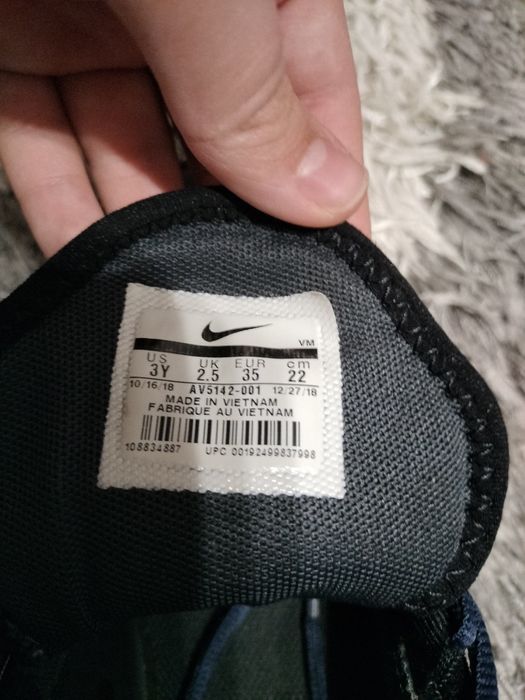 VM
US UK EUR cm
3Y 2.5 35 22
10/16/18 AV5142-001 12/27/18
MADE IN VIETNAM
FABRIQUE AU VIETNAM
108834887 UPC 00192499837998